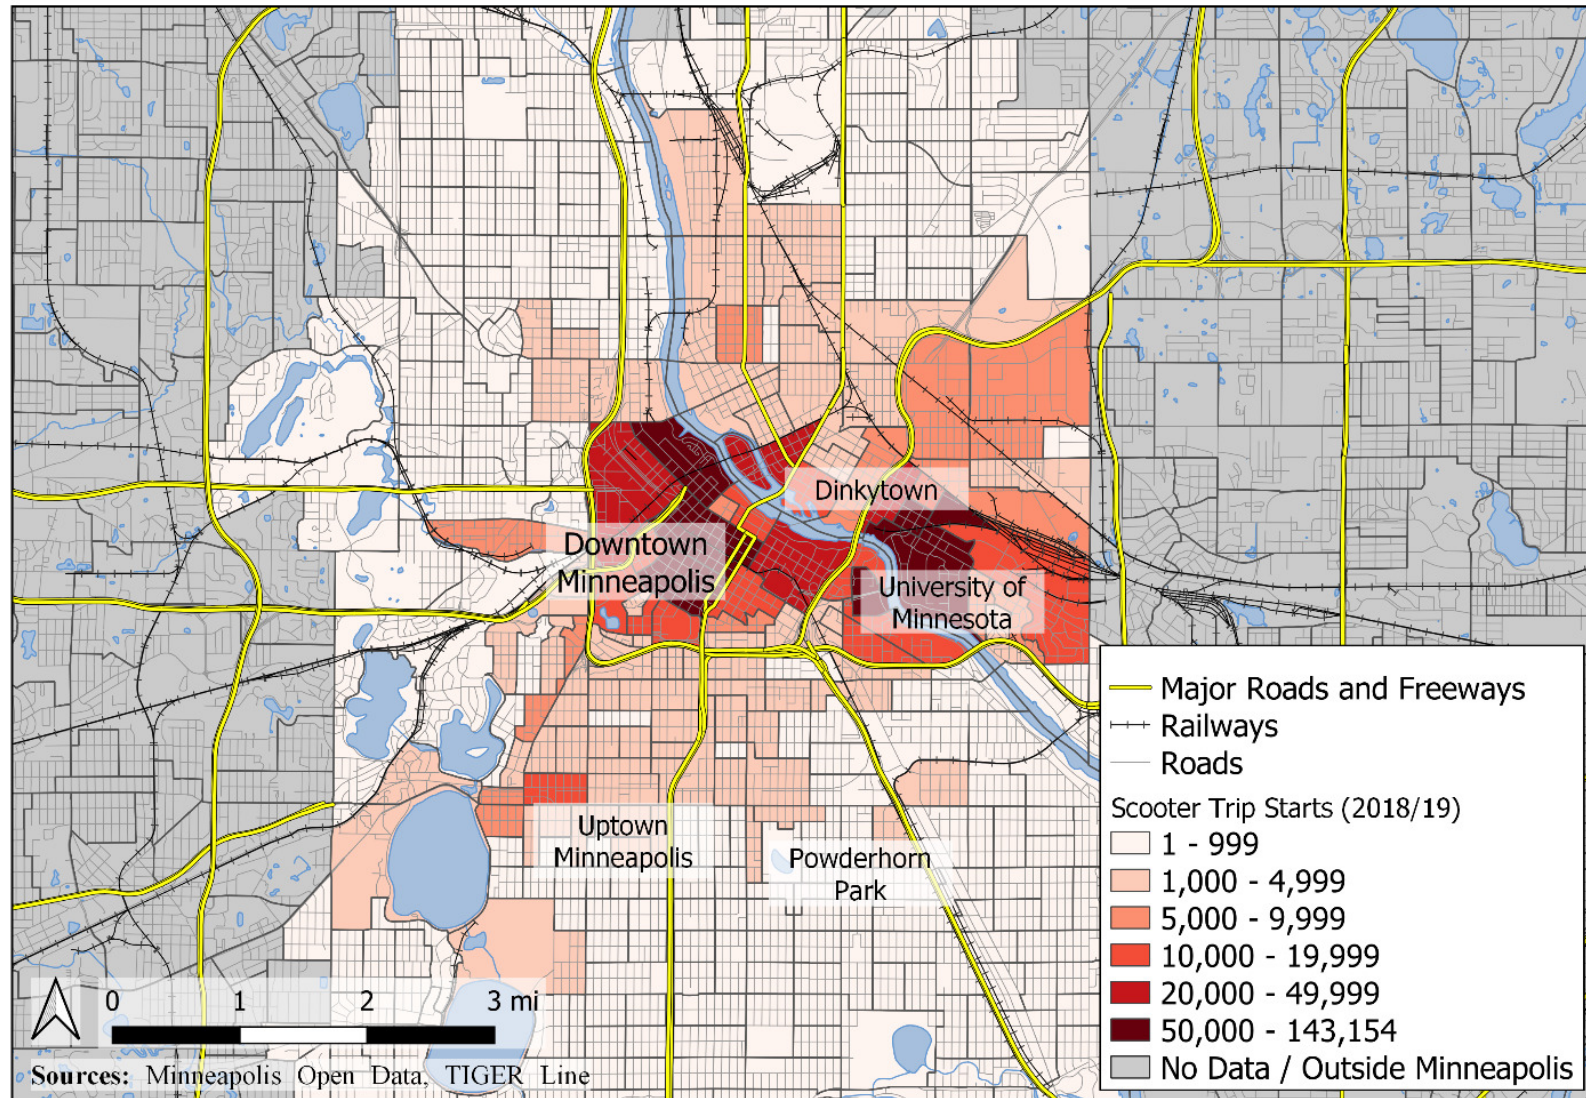 Dinkytown
Downtown
Minneapolis
University of
Minnesota
Uptown
Minneapolis
Powderhorn
Park
Major Roads and Freeways
Railways
Roads
Scooter Trip Starts (2018/19)
1 - 999
1,000 - 4,999
5,000 - 9,999
10,000 - 19,999
20,000 - 49,999
50,000 - 143,154
No Data / Outside Minneapolis
0 1 2 3 mi
Sources: Minneapolis Open Data, TIGER Line